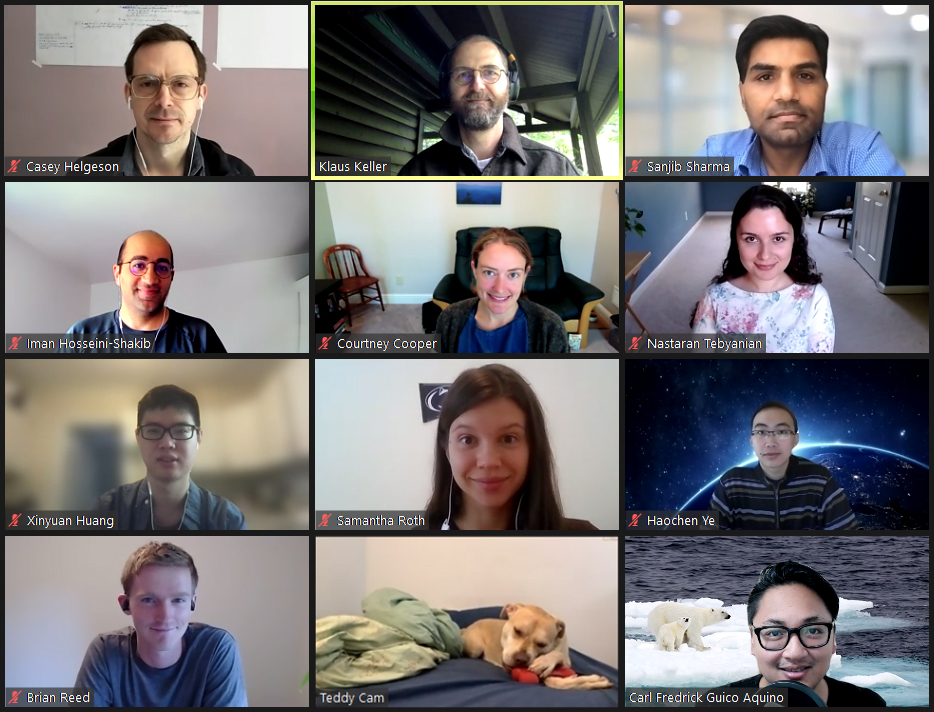 Casey Helgeson
Klaus Keller
Sanjib Sharma
Iman Hosseini-Shakib
Courtney Cooper
Nastaran Tebyanian
Xinyuan Huang
Samantha Roth
Haochen Ye
Brian Reed
Teddy Cam
Carl Fredrick Guico Aquino